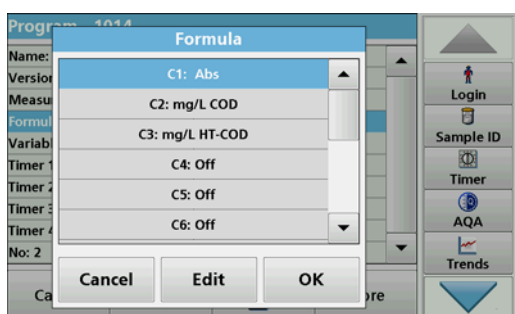 Program 1014
Formula
Name:
C1: Abs
Version
Login
Measu
C2: mg/L COD
Formul
C3: mg/L HT-COD
Sample ID
Variabl
Timer 1
C4: Off
Timer
Timer 2
C5: Off
Timer 3
Timer 4
C6: Off
AQA
No: 2
Cancel
Edit
OK
Trends
Ca
ore